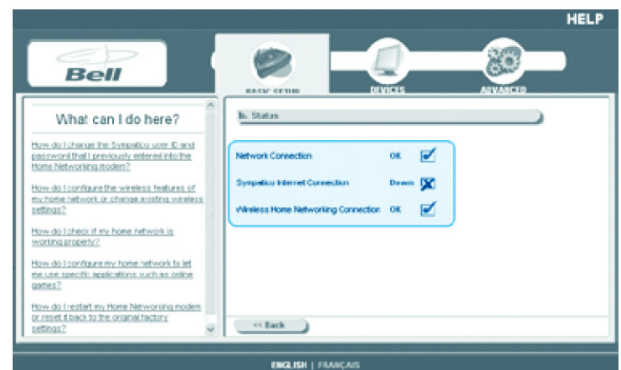 HELP
Bell
BASIC SETUP
DEVICES
ADVANCED
What can I do here?
How do I change the Sympatico user ID and
password that I previously entered into the
Home Networking modem?
How do I configure the wireless features of
my home network or change existing wireless
settings?
How do I check if my home network is
working properly?
How do I configure my home network to let
me use specific applications such as online
games?
How do I restart my Home Networking modem
or reset it back to the original factory
settings?
Status
Network Connection OK
Sympatico Internet Connection Down
Wireless Home Networking Connection OK
<< Back
ENGLISH | FRANÇAIS